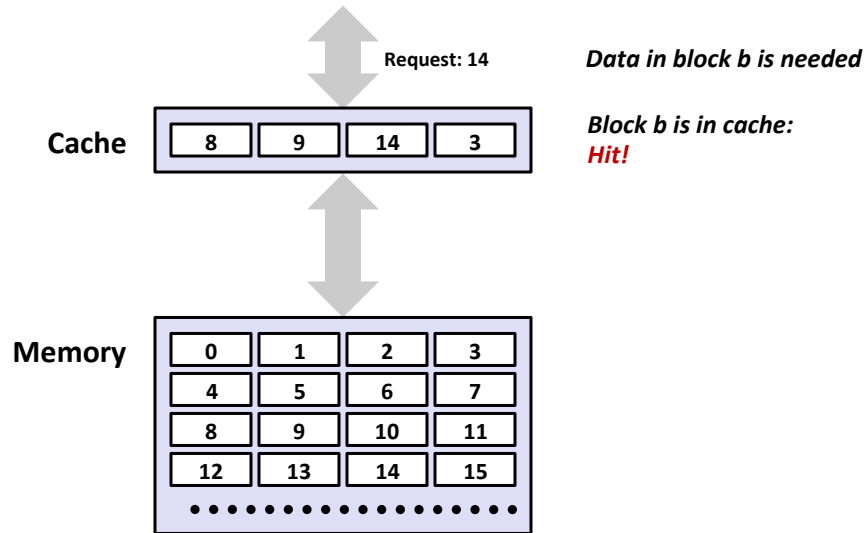 Request: 14
Data in block b is needed
Cache
8 9 14 3
Block b is in cache:
Hit!
Memory
0 1 2 3
4 5 6 7
8 9 10 11
12 13 14 15